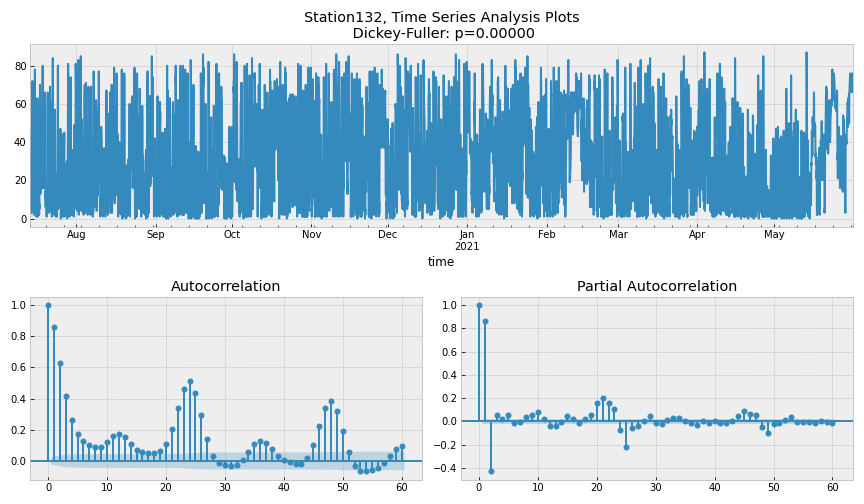 Station132, Time Series Analysis Plots
Dickey-Fuller: p=0.00000
80
60
40
20
0
Aug Sep Oct Nov Dec Jan Feb Mar Apr May
2021
time
Autocorrelation
1.0
0.8
0.6
0.4
0.2
0.0
0 10 20 30 40 50 60
Partial Autocorrelation
1.0
0.8
0.6
0.4
0.2
0.0
−0.2
−0.4
0 10 20 30 40 50 60